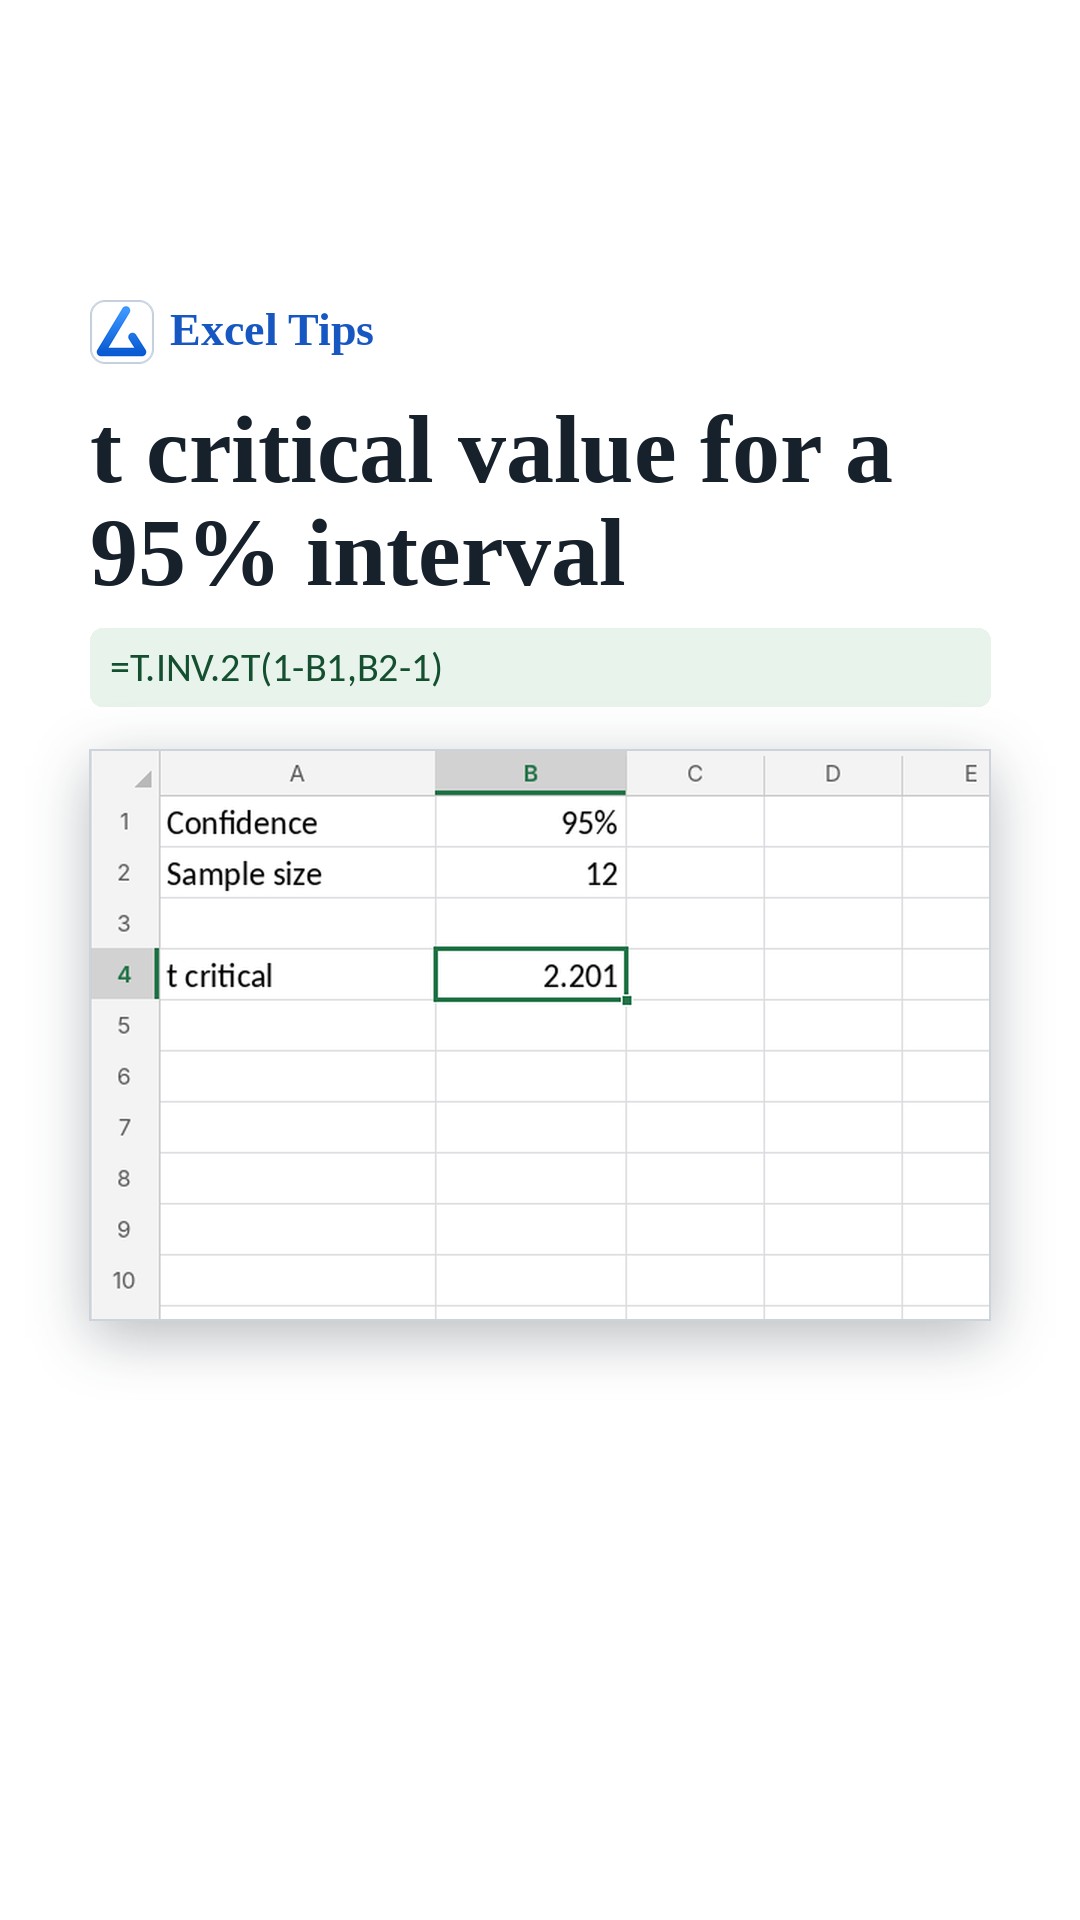 Excel Tips
t critical value for a
95% interval
=T.INV.2T(1-B1,B2-1)
A B C D E
1 Confidence 95%
2 Sample size 12
3
4 t critical 2.201
5
6
7
8
9
10